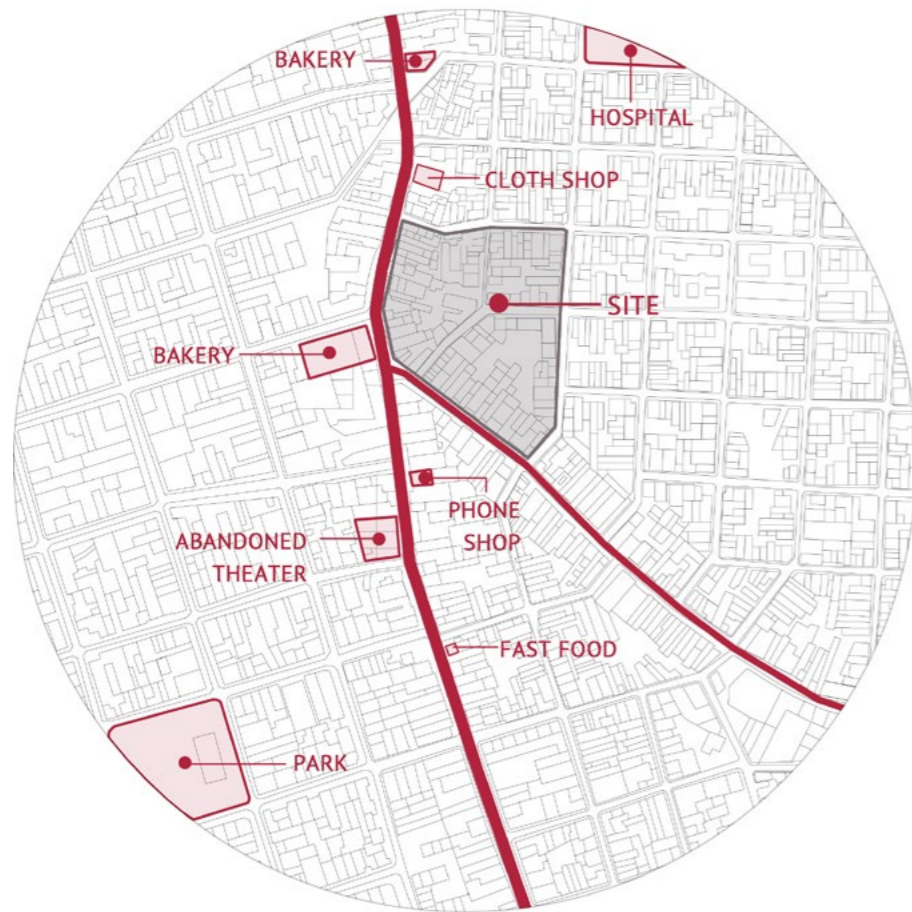 BAKERY
HOSPITAL
CLOTH SHOP
SITE
BAKERY
PHONE
SHOP
ABANDONED
THEATER
FAST FOOD
PARK